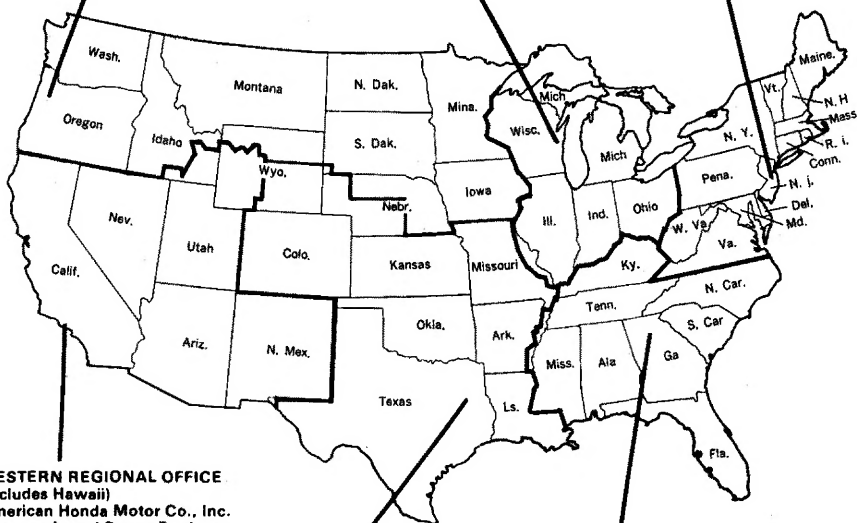 Wash.
Montana
N. Dak.
Mina.
Mich
Maine.
Vt.
N. H
Mass
R. i.
Conn.
Oregon
Idaho
S. Dak.
Wisc.
Mich
N. Y.
Wyo.
Iowa
Pena.
N. j.
Nev.
Nebr.
Ill.
Ind.
Ohio
Del.
Md.
W. Va
Va.
Utah
Colo.
Kansas
Missouri
Ky.
Calif.
N. Car.
Tenn.
Ariz.
N. Mex.
Okla.
Ark.
S. Car
Miss.
Ala
Ga
Texas
Ls.
Fla.
ESTERN REGIONAL OFFICE
cludes Hawaii)
nerican Honda Motor Co., Inc.